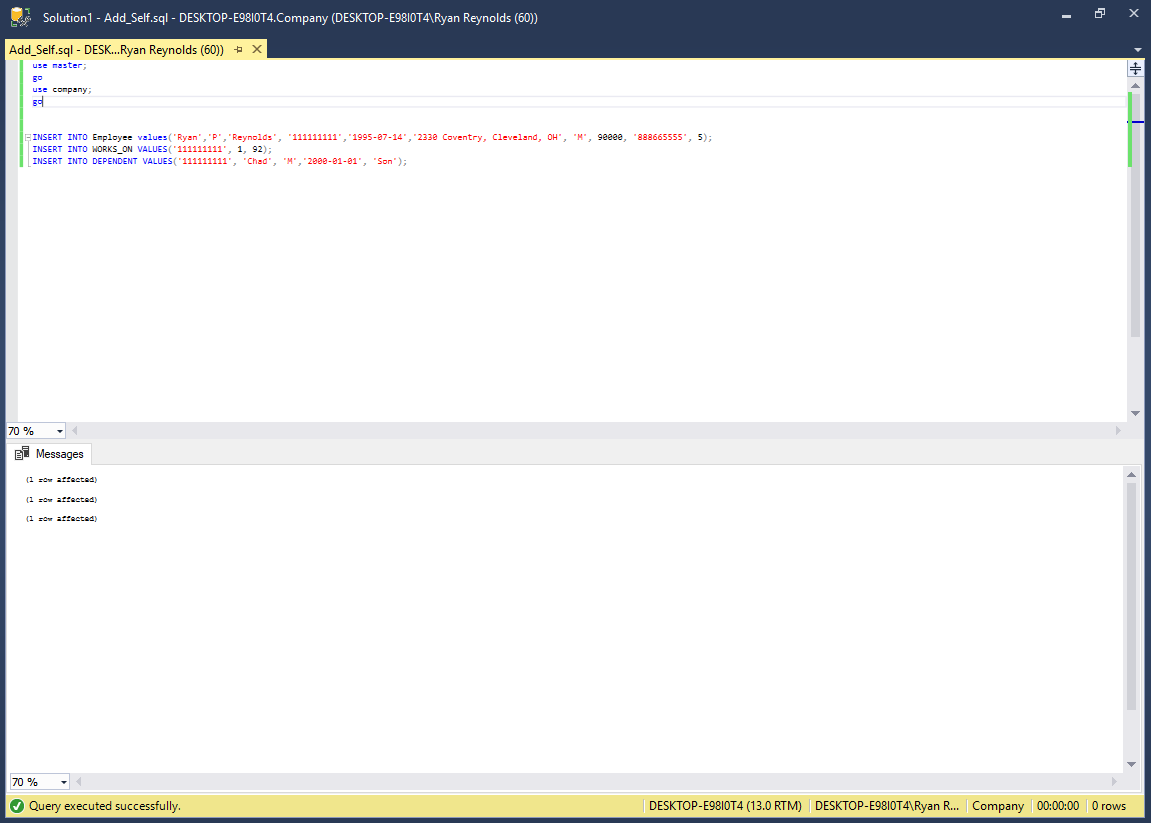 Solution1 - Add_Self.sql - DESKTOP-E98I0T4.Company (DESKTOP-E98I0T4\Ryan Reynolds (60))
Add_Self.sql - DESK...Ryan Reynolds (60))
use master;
go
use company;
go
INSERT INTO Employee values('Ryan','P','Reynolds', '111111111','1995-07-14','2330 Coventry, Cleveland, OH', 'M', 90000, '888665555', 5);
INSERT INTO WORKS_ON VALUES('111111111', 1, 92);
INSERT INTO DEPENDENT VALUES('111111111', 'Chad', 'M','2000-01-01', 'Son');
70 %
Messages
(1 row affected)
(1 row affected)
(1 row affected)
70 %
Query executed successfully. DESKTOP-E98I0T4 (13.0 RTM) DESKTOP-E98I0T4\Ryan R... Company 00:00:00 0 rows